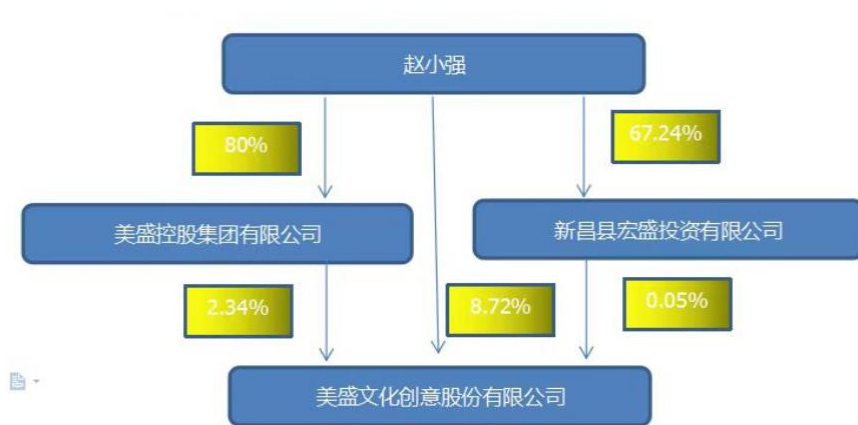 赵小强
80%
67.24%
美盛控股集团有限公司
新昌县宏盛投资有限公司
2.34%
8.72%
0.05%
美盛文化创意股份有限公司